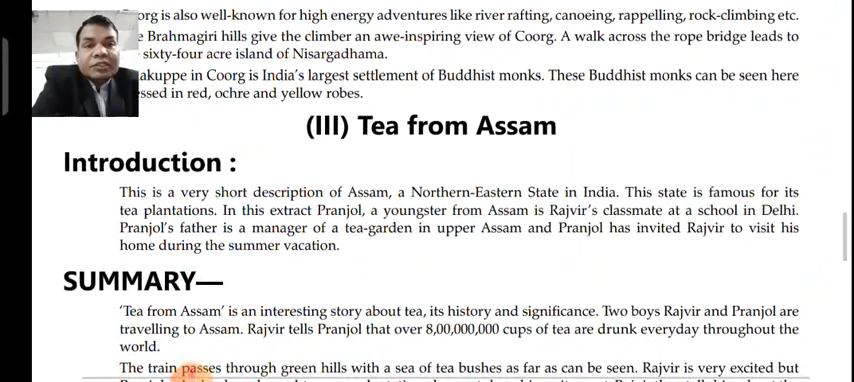 org is also well-known for high energy adventures like river rafting, canoeing, rappelling, rock-climbing etc.
Brahmagiri hills give the climber an awe-inspiring view of Coorg. A walk across the rope bridge leads to
sixty-four acre island of Nisargadhama.
akuppe in Coorg is India's largest settlement of Buddhist monks. These Buddhist monks can be seen here
ssed in red, ochre and yellow robes.
(III) Tea from Assam
Introduction :
This is a very short description of Assam, a Northern-Eastern State in India. This state is famous for its
tea plantations. In this extract Pranjol, a youngster from Assam is Rajvir's classmate at a school in Delhi.
Pranjol's father is a manager of a tea-garden in upper Assam and Pranjol has invited Rajvir to visit his
home during the summer vacation.
SUMMARY—
'Tea from Assam' is an interesting story about tea, its history and significance. Two boys Rajvir and Pranjol are
travelling to Assam. Rajvir tells Pranjol that over 8,00,000,000 cups of tea are drunk everyday throughout the
world.
The train passes through green hills with a sea of tea bushes as far as can be seen. Rajvir is very excited but